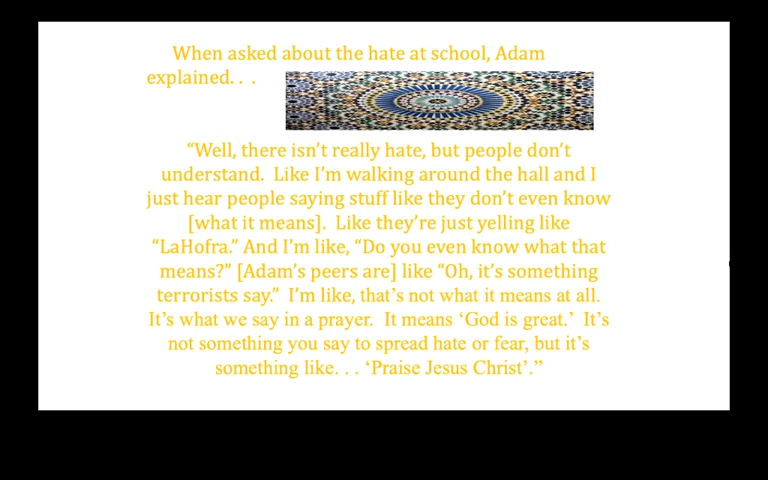 When asked about the hate at school, Adam
explained. . .
“Well, there isn’t really hate, but people don’t
understand.  Like I’m walking around the hall and I
just hear people saying stuff like they don’t even know
[what it means].  Like they’re just yelling like
“LaHofra.” And I’m like, “Do you even know what that
means?” [Adam’s peers are] like “Oh, it’s something
terrorists say.”  I’m like, that’s not what it means at all.
It’s what we say in a prayer.  It means ‘God is great.’  It’s
not something you say to spread hate or fear, but it’s
something like. . . ‘Praise Jesus Christ’.”